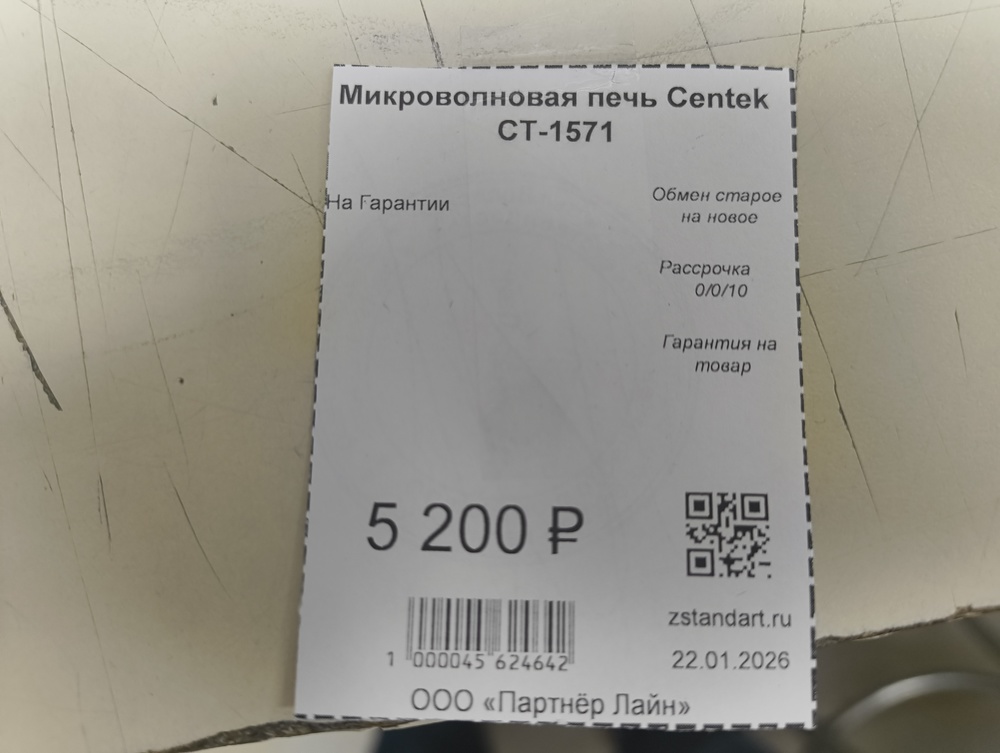 Микроволновая печь Centek
CT-1571
На Гарантии
Обмен старое
на новое
Рассрочка
0/0/10
Гарантия на
товар
5 200 ₽
zstandart.ru
1 000045 624642
22.01.2026
ООО «Партнёр Лайн»